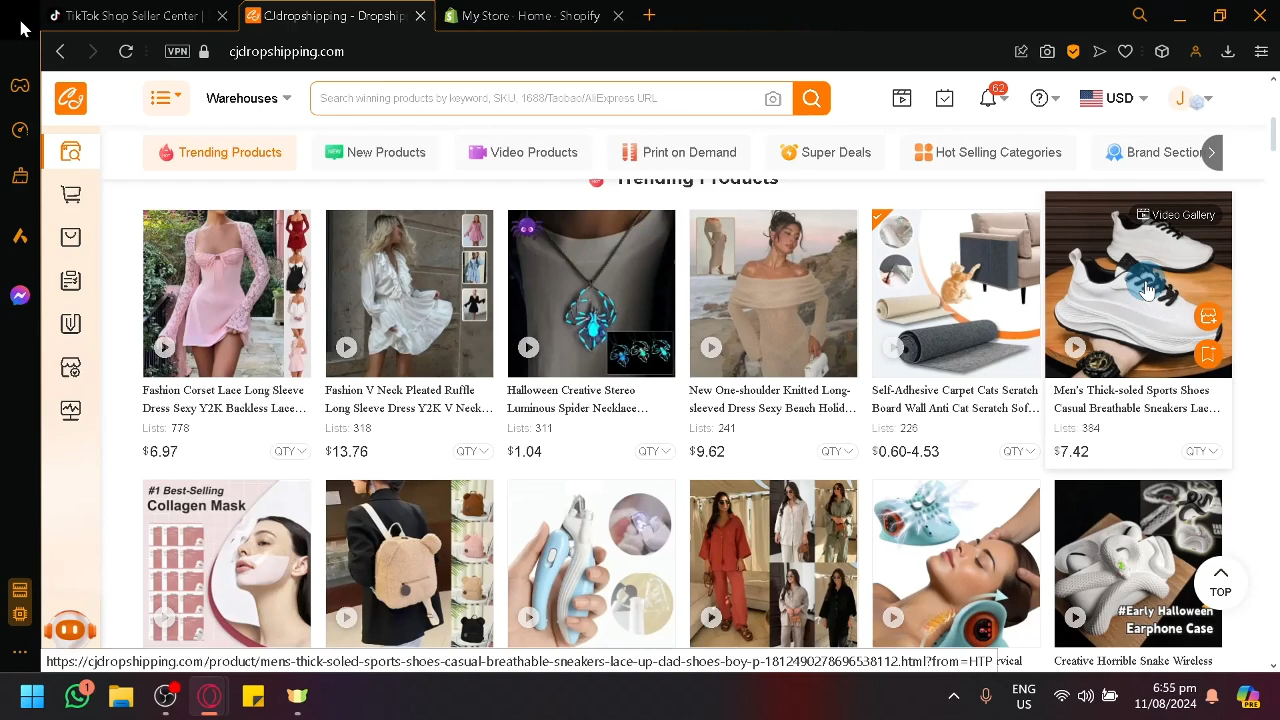 TikTok Shop Seller Center |
CJdropshipping - Dropship
My Store · Home · Shopify
VPN
cjdropshipping.com
Warehouses
Search winning products by keyword, SKU, 1688/Taobao/AliExpress URL
62
USD
J
Trending Products
NEW New Products
Video Products
Print on Demand
Super Deals
Hot Selling Categories
Brand Section
Trending Products
Video Gallery
Fashion Corset Lace Long Sleeve
Dress Sexy Y2K Backless Lace…
Lists: 778
$6.97
QTY
Fashion V Neck Pleated Ruffle
Long Sleeve Dress Y2K V Neck…
Lists: 318
$13.76
QTY
Halloween Creative Stereo
Luminous Spider Necklace…
Lists: 311
$1.04
QTY
New One-shoulder Knitted Long-
sleeved Dress Sexy Beach Holid…
Lists: 241
$9.62
QTY
Self-Adhesive Carpet Cats Scratch
Board Wall Anti Cat Scratch Sof…
Lists: 226
$0.60-4.53
QTY
Men's Thick-soled Sports Shoes
Casual Breathable Sneakers Lac…
Lists: 384
$7.42
QTY
#1 Best-Selling
Collagen Mask
#Early Halloween
Earphone Case
TOP
https://cjdropshipping.com/product/mens-thick-soled-sports-shoes-casual-breathable-sneakers-lace-up-dad-shoes-boy-p-1812490278696538112.html?from=HTP
vical
Creative Horrible Snake Wireless
1
ENG
US
6:55 pm
11/08/2024
PRE